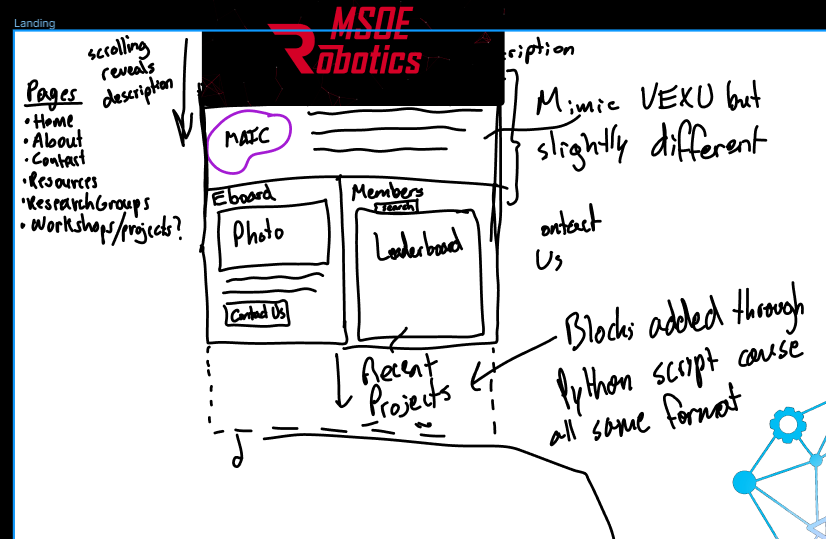 Landing
MSOE
Robotics
scrolling
reveals
description
ription
Pages
• Home
• About
• Contact
• Resources
• Research Groups
• Workshops/projects?
MAIC
Mimic VEXU but
slightly different
Eboard
Photo
Contact Us
Members
search
Leaderboard
ontact
Us
Recent
Projects
Blocks added through
Python script cause
all same format
d